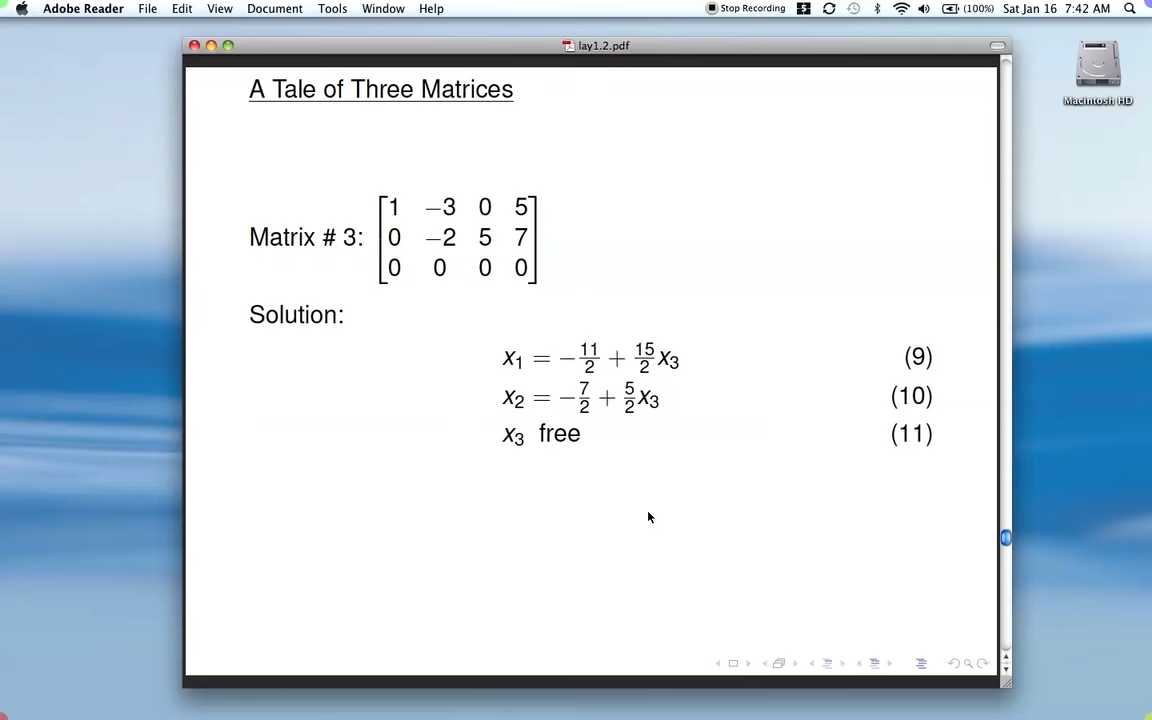 Adobe Reader File Edit View Document Tools Window Help Stop Recording (100%) Sat Jan 16 7:42 AM
lay1.2.pdf
Macintosh HD
A Tale of Three Matrices
Matrix # 3:
1 −3 0 5
0 −2 5 7
0 0 0 0
Solution:
x₁ = −11/2 + 15/2 x₃ (9)
x₂ = −7/2 + 5/2 x₃ (10)
x₃ free (11)